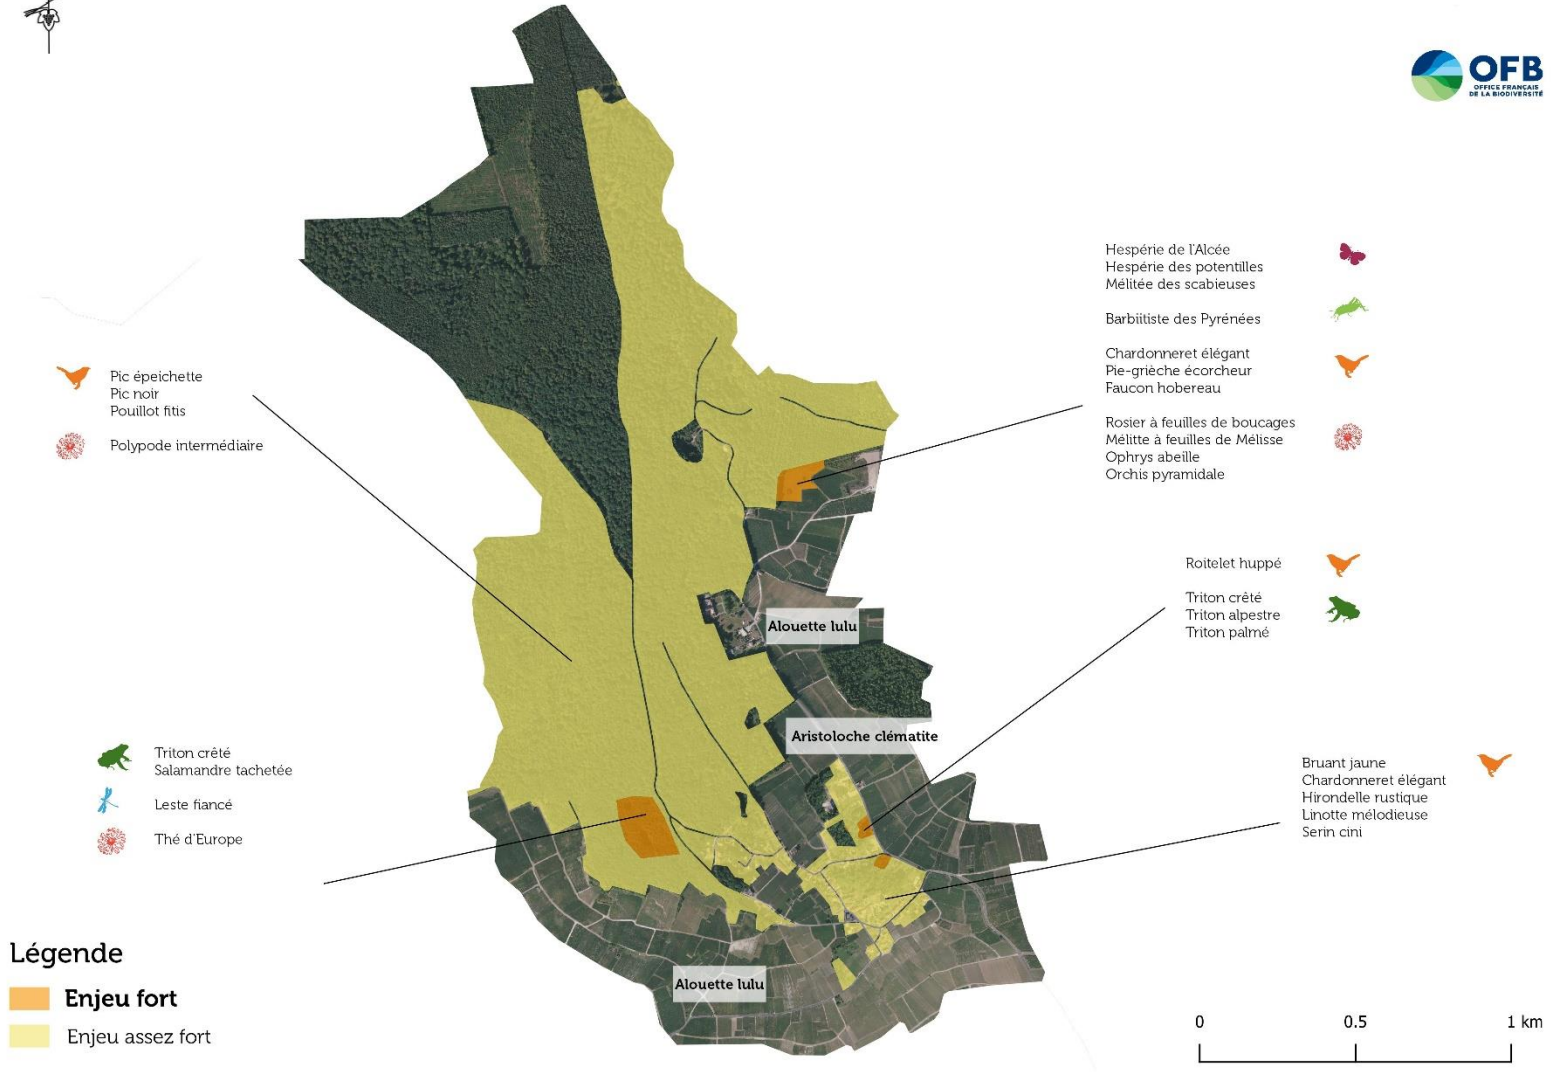 OFB
OFFICE FRANÇAIS
DE LA BIODIVERSITÉ
Hespérie de l'Alcée
Hespérie des potentilles
Mélitée des scabieuses
Barbiitiste des Pyrénées
Chardonneret élégant
Pie-grièche écorcheur
Faucon hobereau
Rosier à feuilles de boucages
Mélitte à feuilles de Mélisse
Ophrys abeille
Orchis pyramidale
Pic épeichette
Pic noir
Pouillot fitis
Polypode intermédiaire
Roitelet huppé
Triton crêté
Triton alpestre
Triton palmé
Alouette lulu
Aristoloche clématite
Triton crêté
Salamandre tachetée
Leste fiancé
Thé d'Europe
Bruant jaune
Chardonneret élégant
Hirondelle rustique
Linotte mélodieuse
Serin cini
Alouette lulu
Légende
Enjeu fort
Enjeu assez fort
0 0.5 1 km